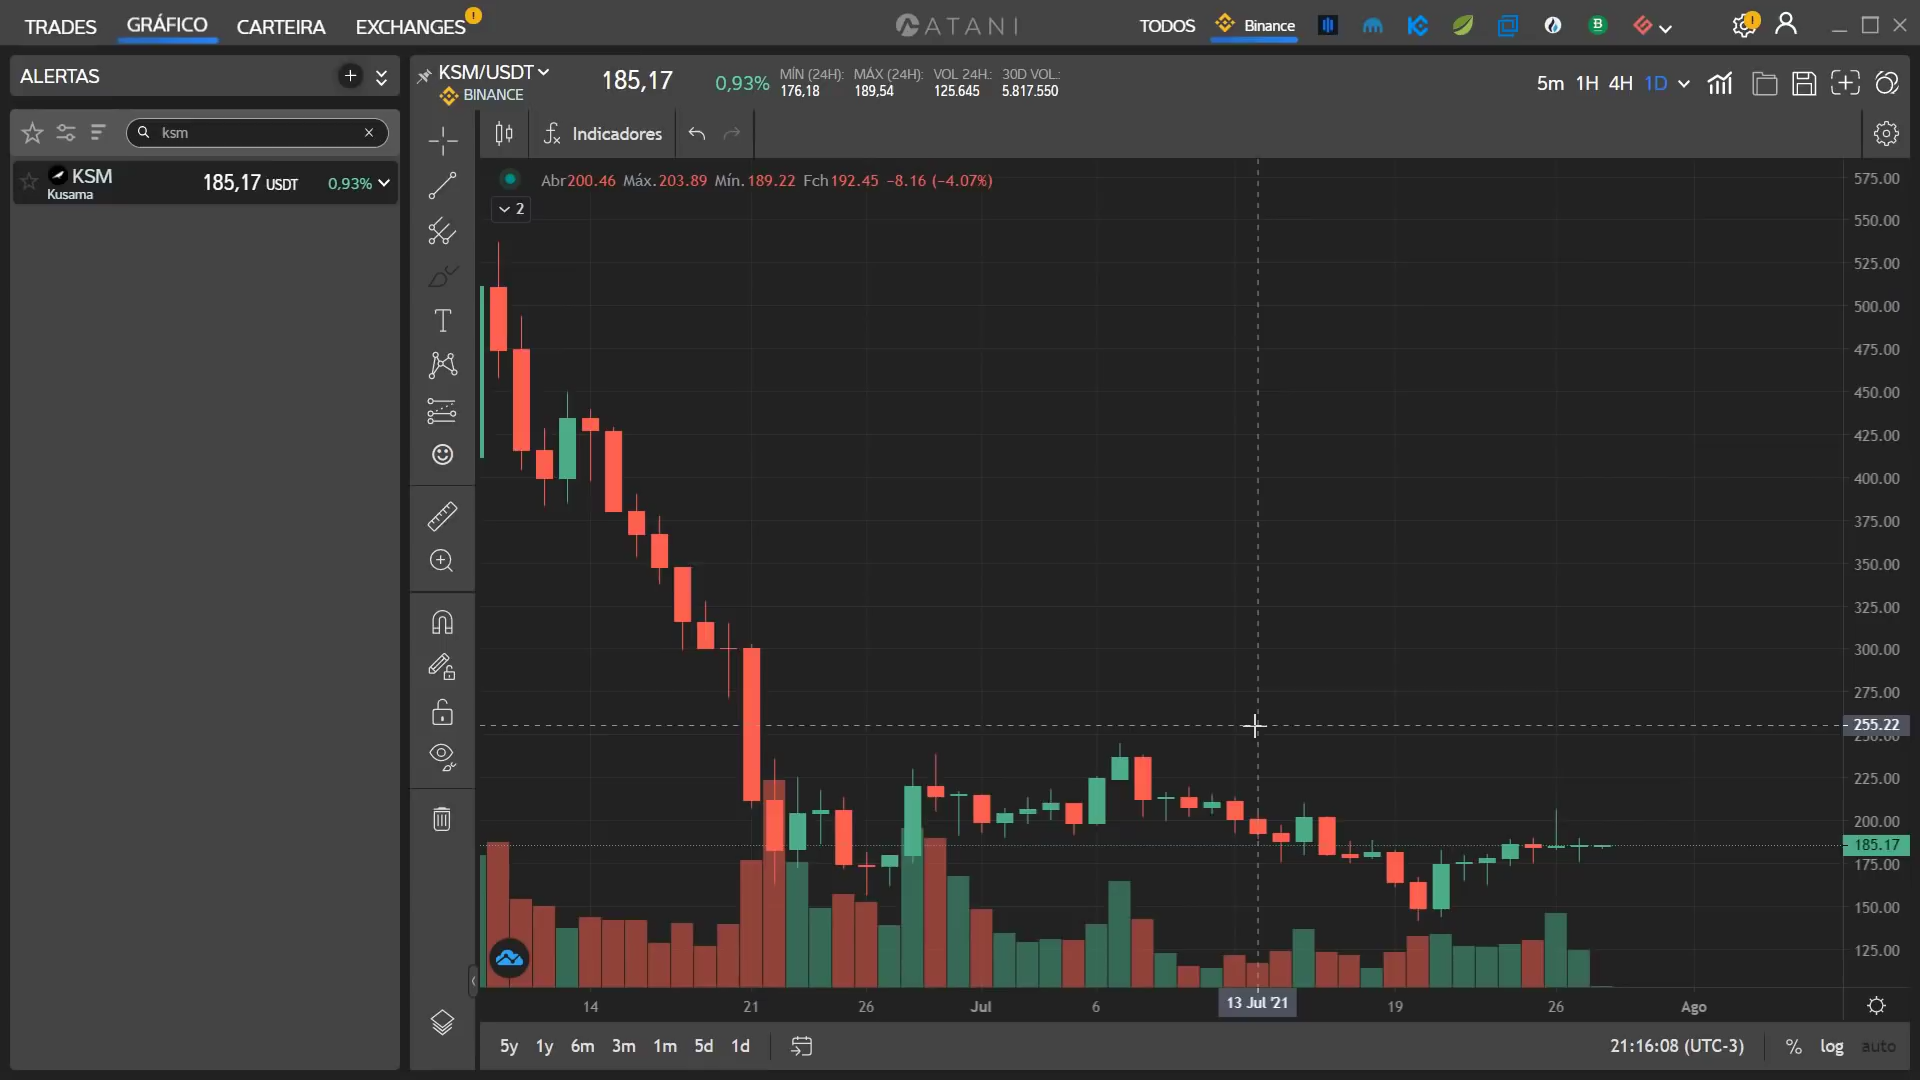 TRADES GRÁFICO CARTEIRA EXCHANGES !
ATANI
TODOS Binance
ALERTAS
ksm
KSM 185,17 USDT 0,93%
Kusama
KSM/USDT 185,17 0,93%
BINANCE
MÍN (24H): MÁX (24H): VOL 24H.: 30D VOL.:
176,18 189,54 125.645 5.817.550
5m 1H 4H 1D
Indicadores
Abr200.46 Máx.203.89 Mín.189.22 Fch192.45 −8.16 (−4.07%)
2
575.00
550.00
525.00
500.00
475.00
450.00
425.00
400.00
375.00
350.00
325.00
300.00
275.00
255.22
250.00
225.00
200.00
185.17
175.00
150.00
125.00
14 21 26 Jul 6 13 Jul '21 19 26 Ago
5y 1y 6m 3m 1m 5d 1d
21:16:08 (UTC-3) % log auto